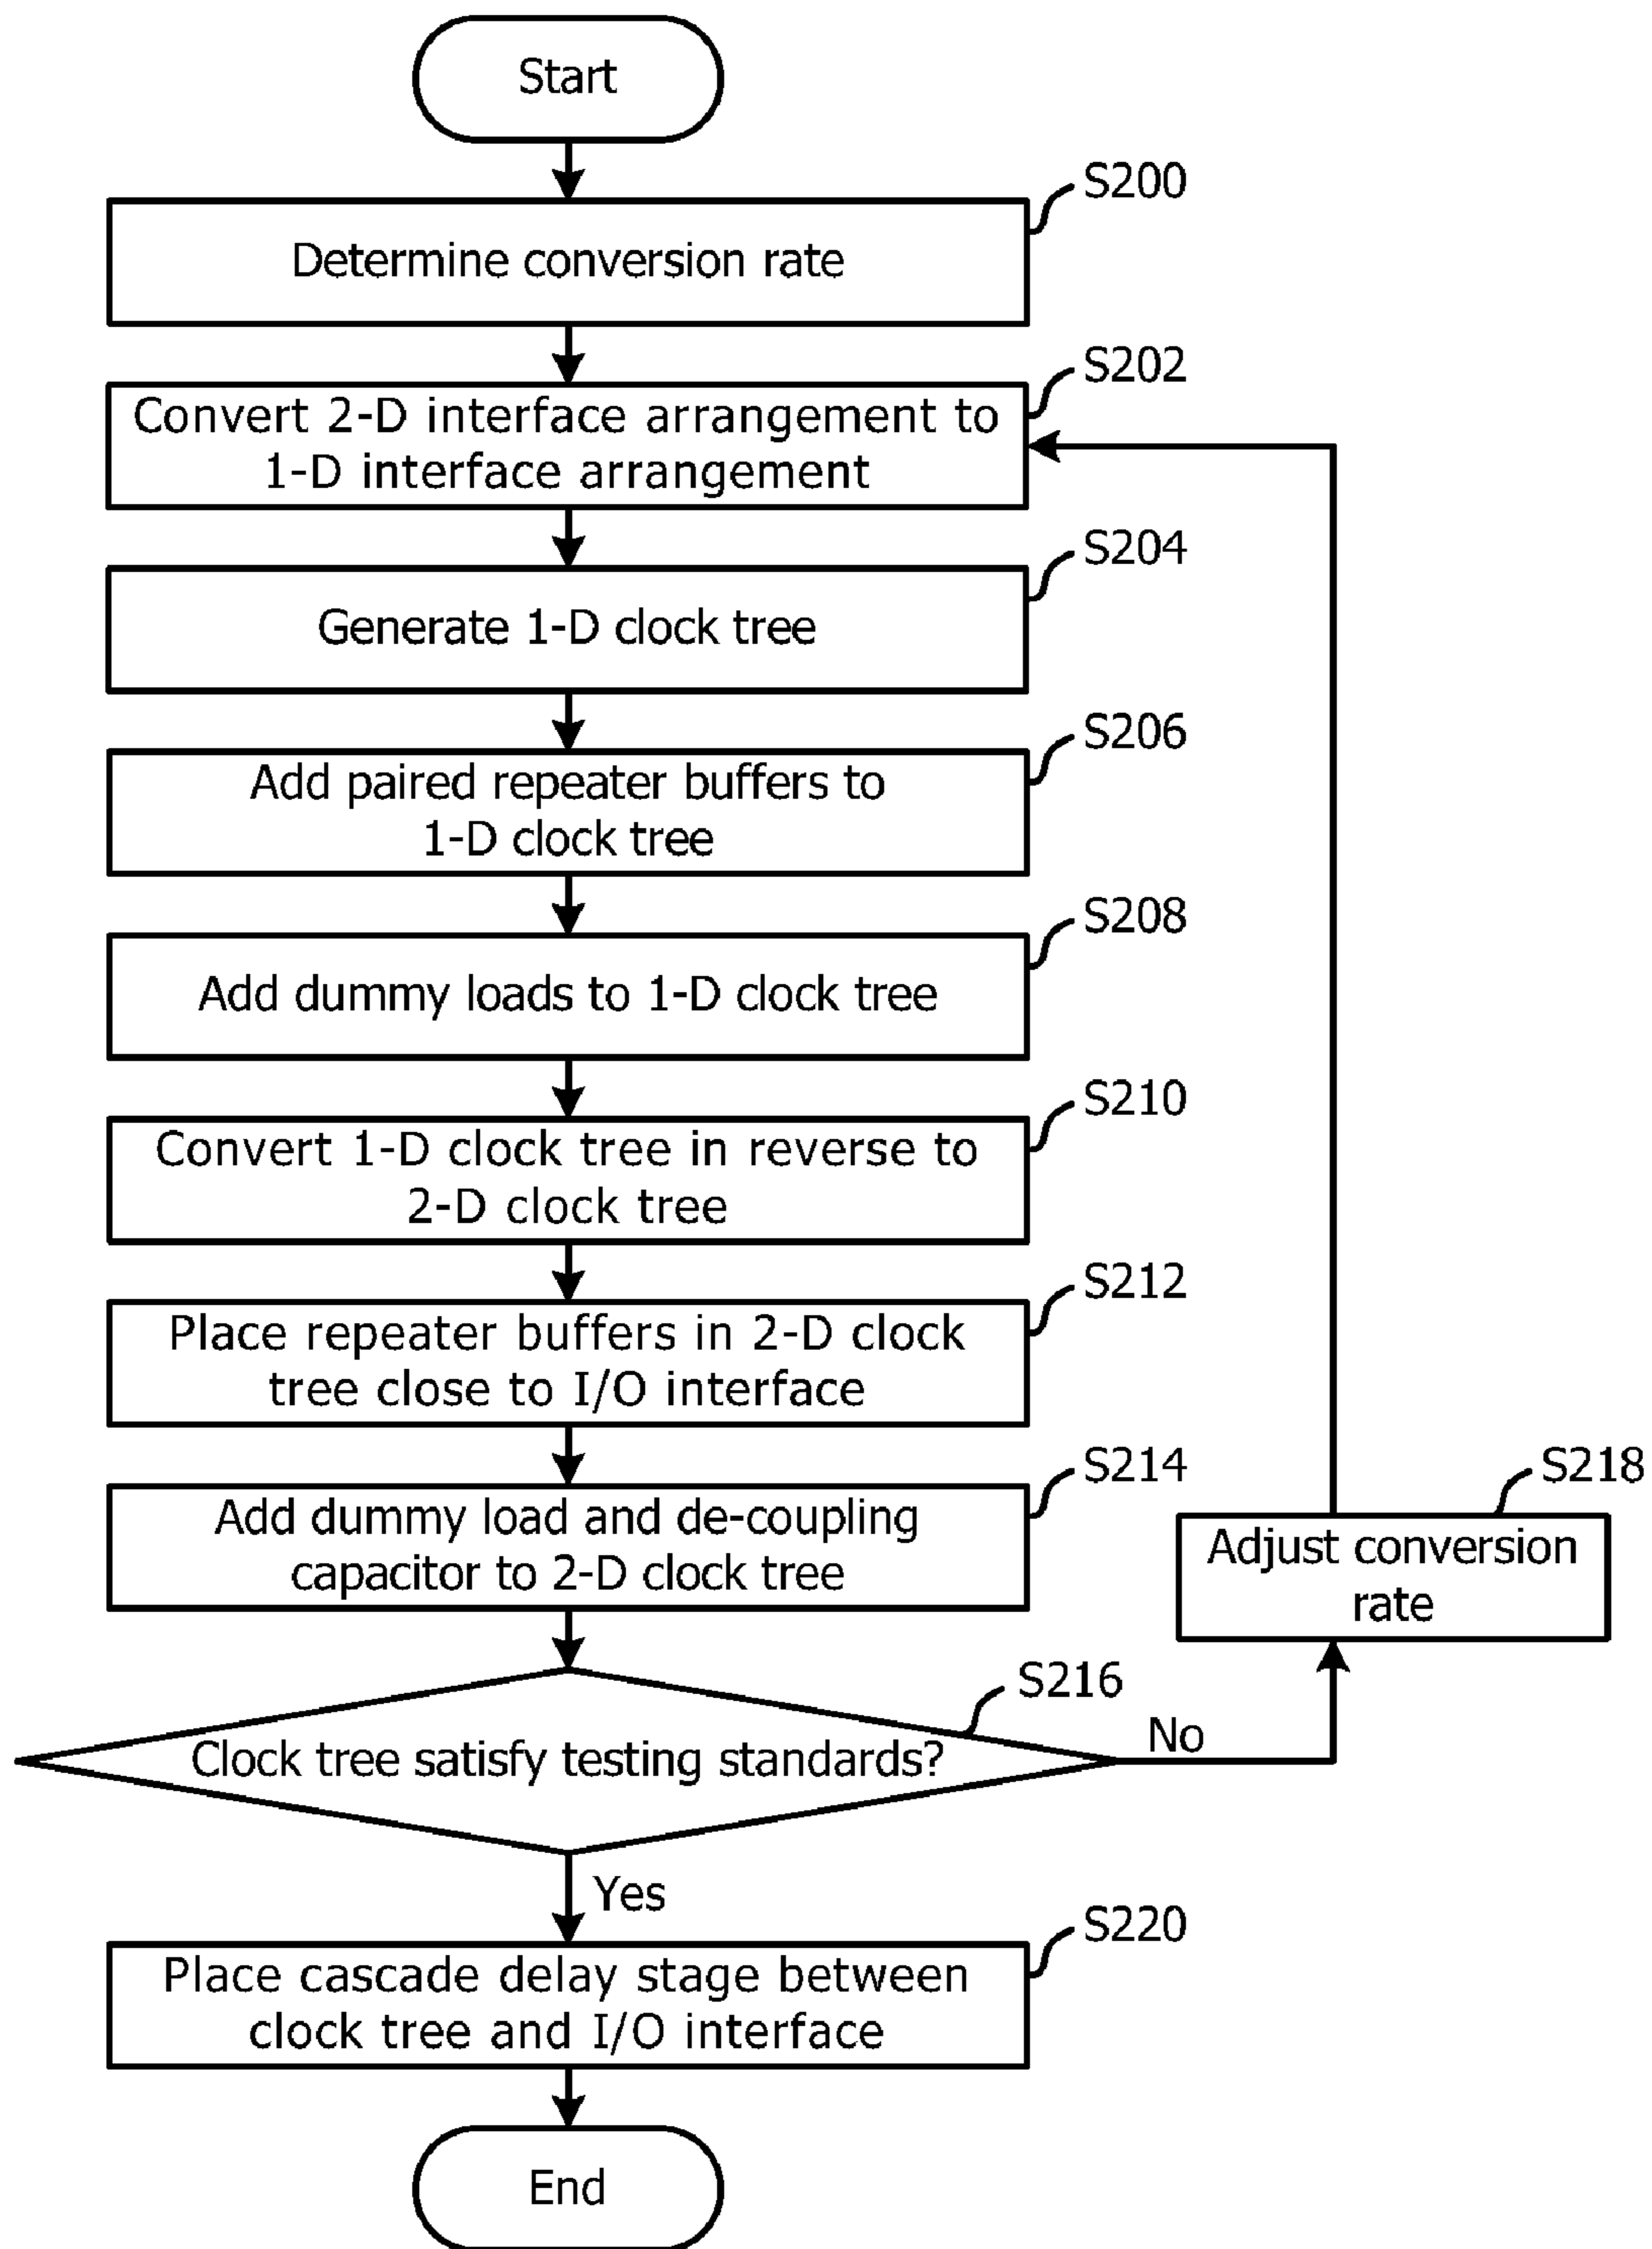 Start
S200
Determine conversion rate
S202
Convert 2-D interface arrangement to
1-D interface arrangement
S204
Generate 1-D clock tree
S206
Add paired repeater buffers to
1-D clock tree
S208
Add dummy loads to 1-D clock tree
S210
Convert 1-D clock tree in reverse to
2-D clock tree
S212
Place repeater buffers in 2-D clock
tree close to I/O interface
S214
Add dummy load and de-coupling
capacitor to 2-D clock tree
S218
Adjust conversion
rate
S216
Clock tree satisfy testing standards?
No
Yes
S220
Place cascade delay stage between
clock tree and I/O interface
End